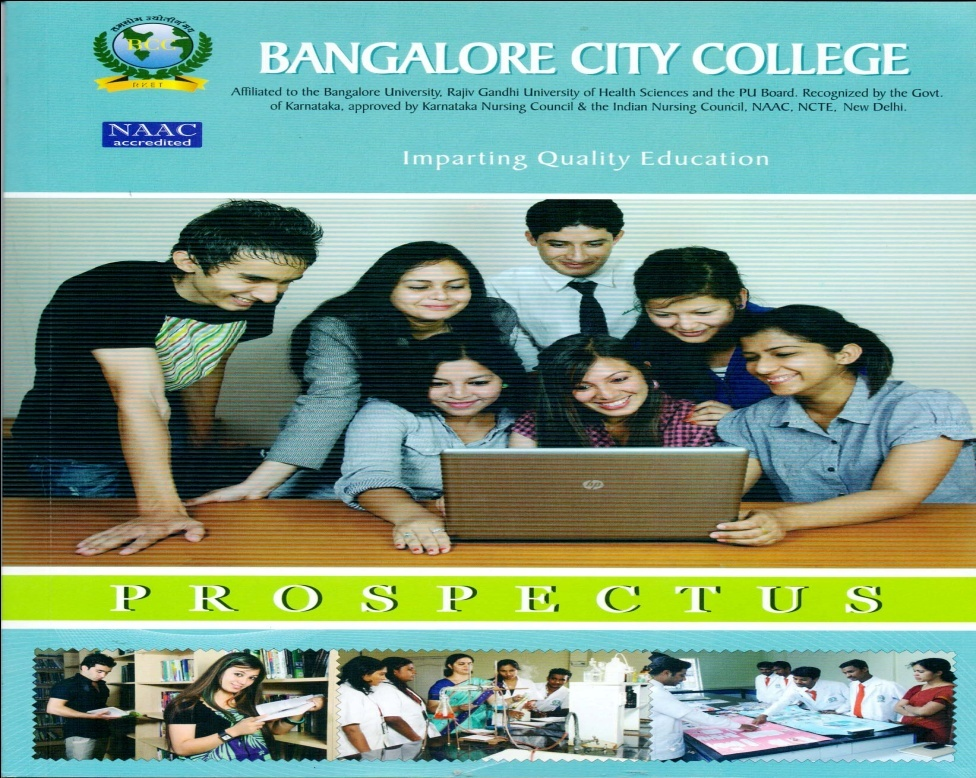 BCC
BANGALORE CITY COLLEGE
Affiliated to the Bangalore University, Rajiv Gandhi University of Health Sciences and the PU Board. Recognized by the Govt.
of Karnataka, approved by Karnataka Nursing Council & the Indian Nursing Council, NAAC, NCTE, New Delhi.
NAAC
accredited
Imparting Quality Education
hp
PROSPECTUS